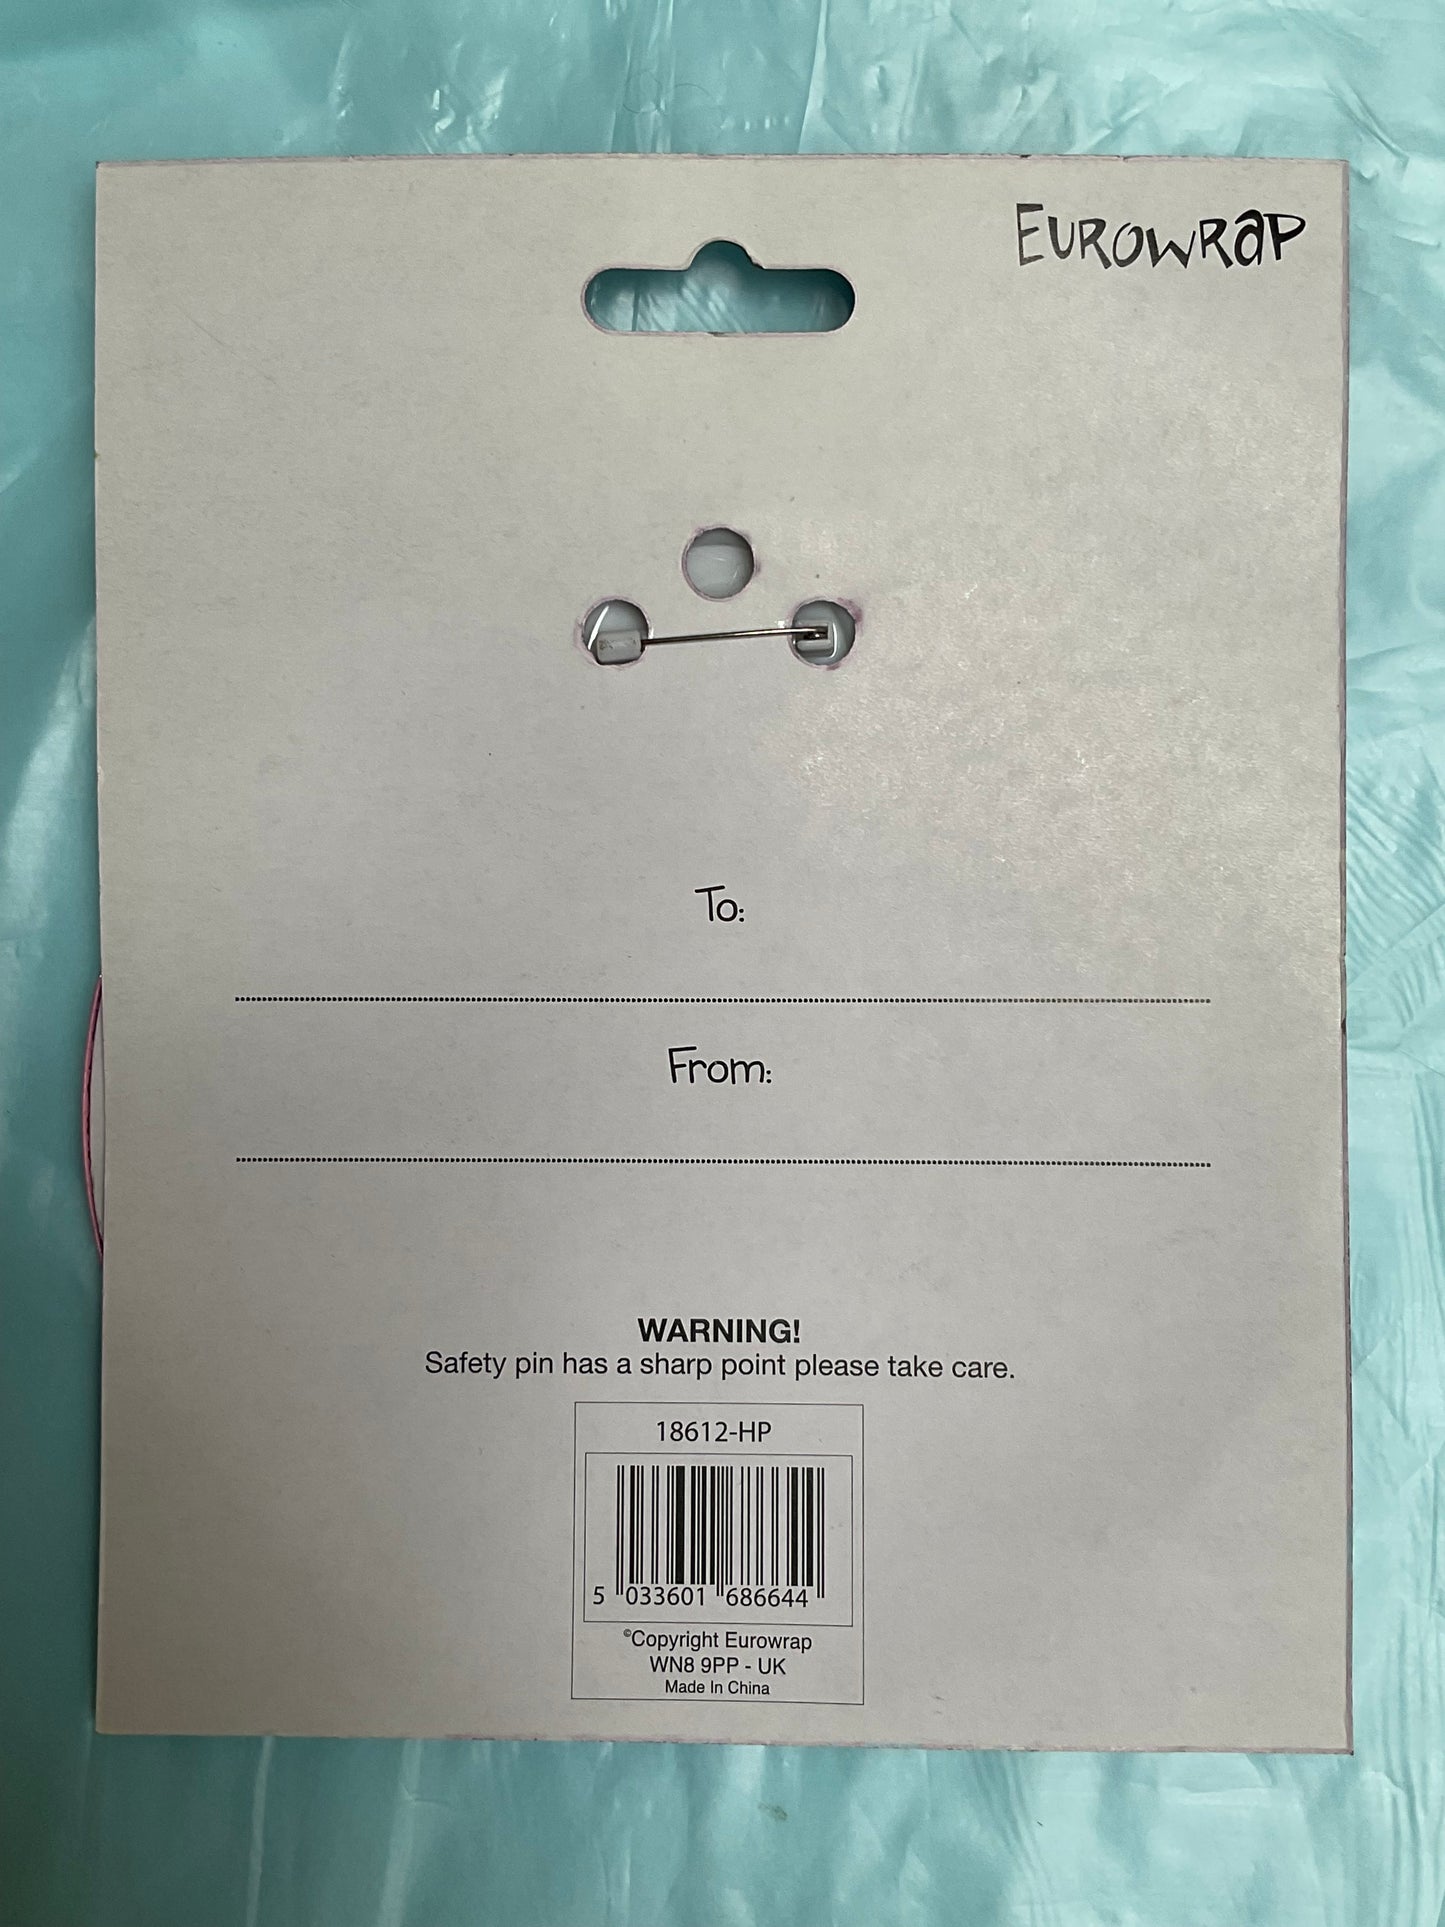 EUROWRaP
To:
From:
WARNING!
Safety pin has a sharp point please take care.
18612-HP
5 033601 686644
©Copyright Eurowrap
WN8 9PP - UK
Made In China